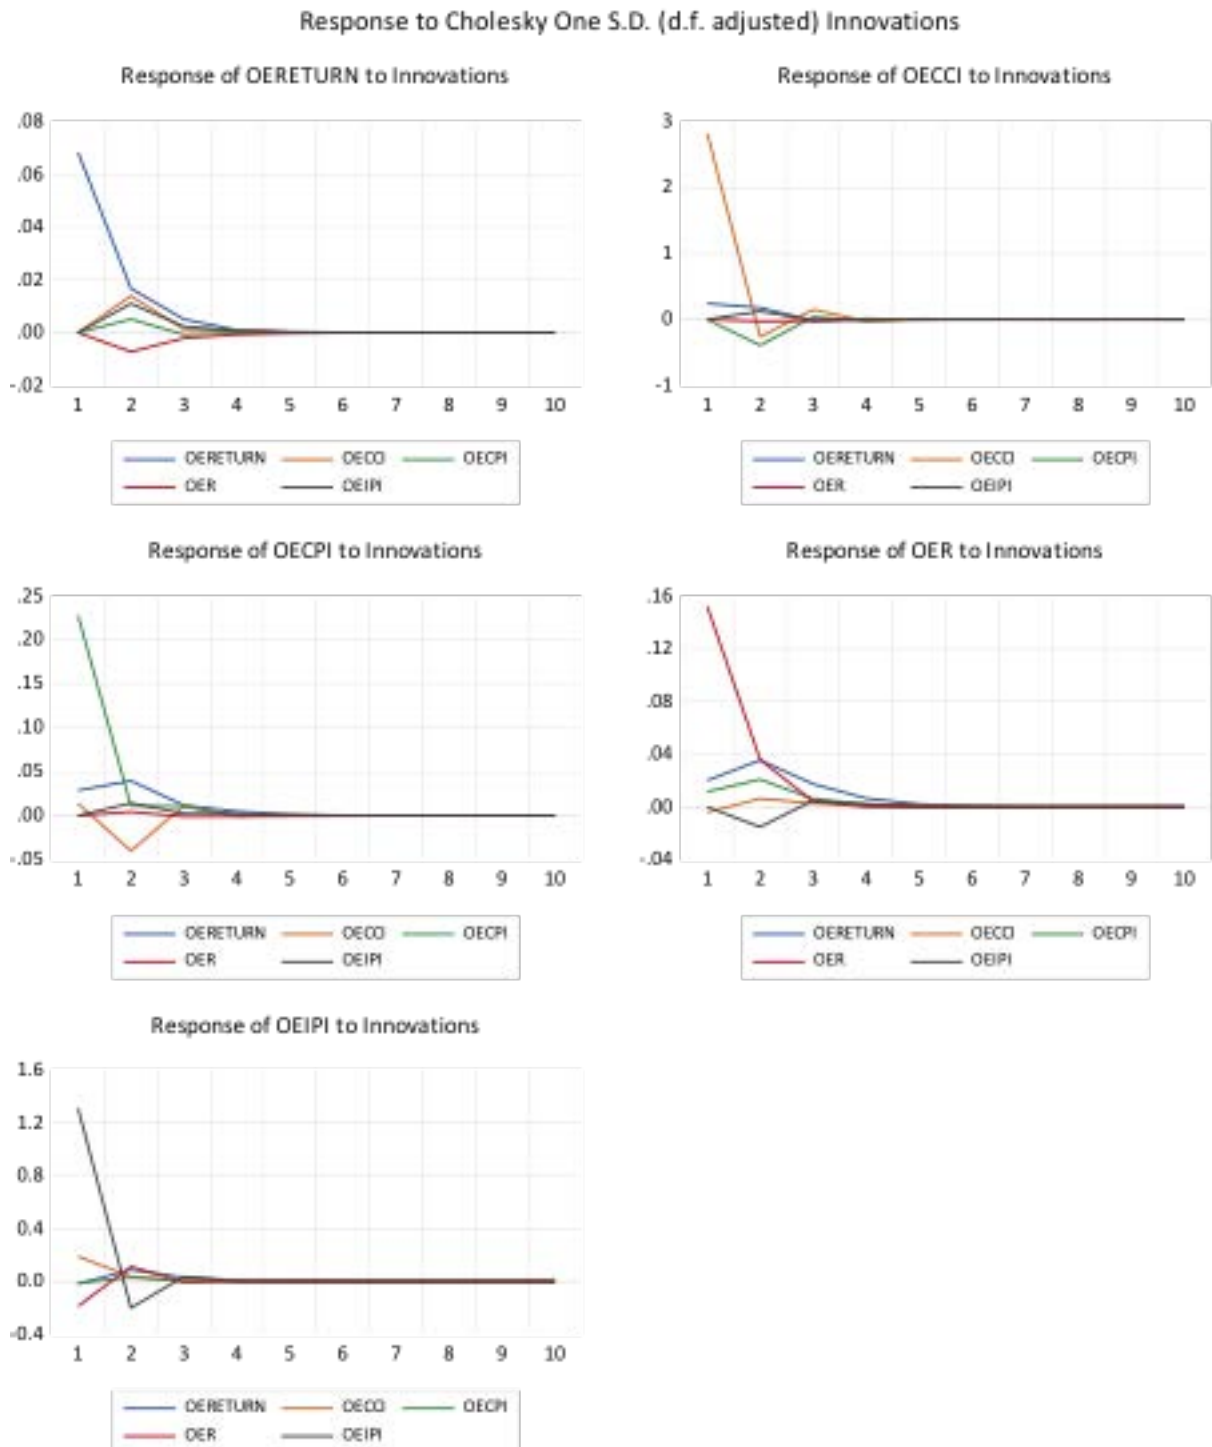 Response to Cholesky One S.D. (d.f. adjusted) Innovations
Response of OERETURN to Innovations
Response of OECCI to Innovations
.08
.06
.04
.02
.00
-.02
1 2 3 4 5 6 7 8 9 10
3
2
1
0
-1
1 2 3 4 5 6 7 8 9 10
OERETURN OECCI OECPI
OER OEIPI
OERETURN OECCI OECPI
OER OEIPI
Response of OECPI to Innovations
Response of OER to Innovations
.25
.20
.15
.10
.05
.00
-.05
1 2 3 4 5 6 7 8 9 10
.16
.12
.08
.04
.00
-.04
1 2 3 4 5 6 7 8 9 10
OERETURN OECCI OECPI
OER OEIPI
OERETURN OECCI OECPI
OER OEIPI
Response of OEIPI to Innovations
1.6
1.2
0.8
0.4
0.0
-0.4
1 2 3 4 5 6 7 8 9 10
OERETURN OECCI OECPI
OER OEIPI